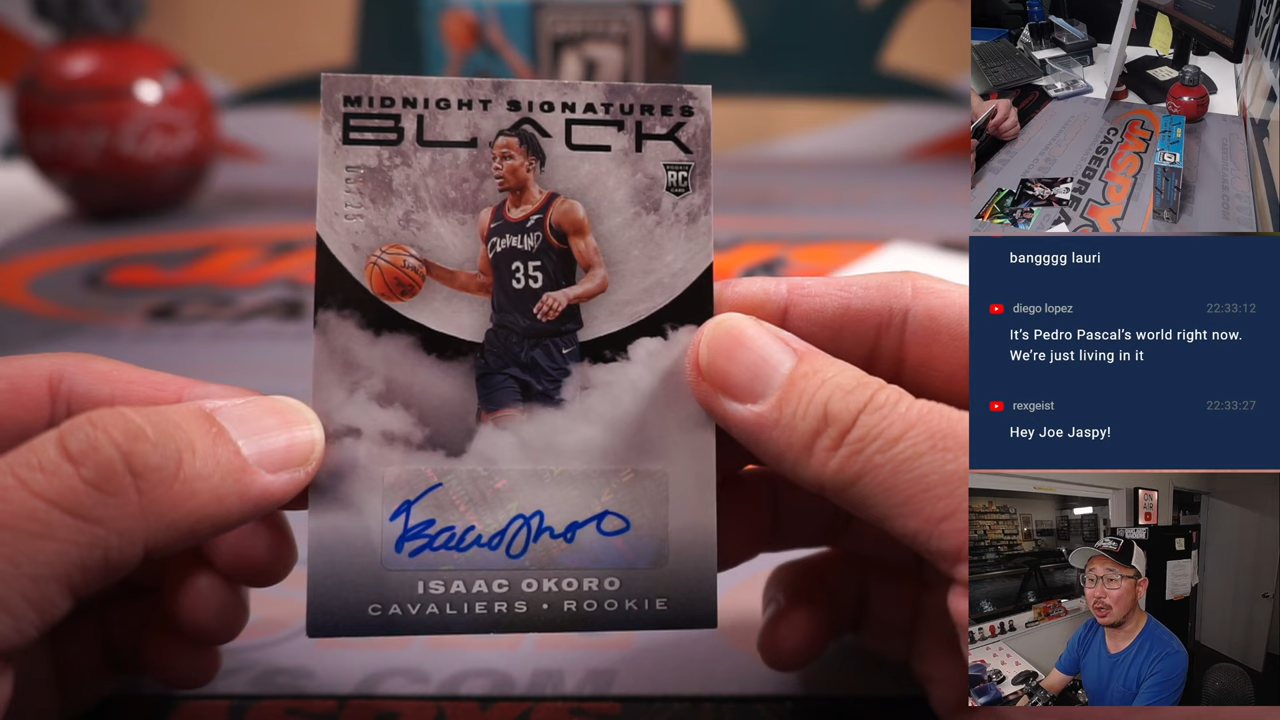 MIDNIGHT SIGNATURES
BLACK
ROOKIE
RC
CARD
CLEVELAND
35
ISAAC OKORO
CAVALIERS • ROOKIE
JASPY
CASEBREA
bangggg lauri
diego lopez 22:33:12
It's Pedro Pascal's world right now.
We're just living in it
rexgeist 22:33:27
Hey Joe Jaspy!
ON
AIR